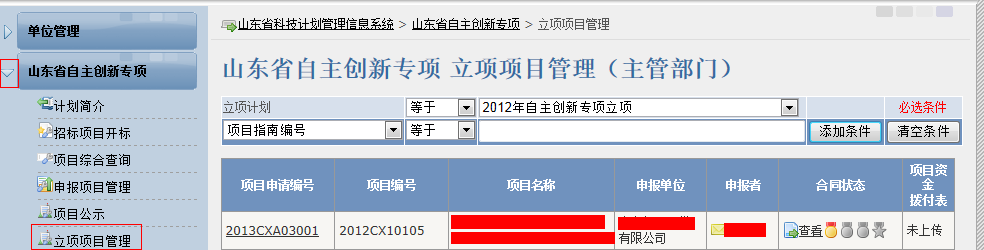 山东省科技计划管理信息系统 > 山东省自主创新专项 > 立项项目管理
单位管理
山东省自主创新专项
计划简介
招标项目开标
项目综合查询
申报项目管理
项目公示
立项项目管理
山东省自主创新专项 立项项目管理（主管部门）
立项计划 等于 2012年自主创新专项立项 必选条件
项目指南编号 等于 添加条件 清空条件
项目申请编号 项目编号 项目名称 申报单位 申报者 合同状态 项目资
金
拨付表
2013CXA03001 2012CX10105 有限公司 查看 未上传